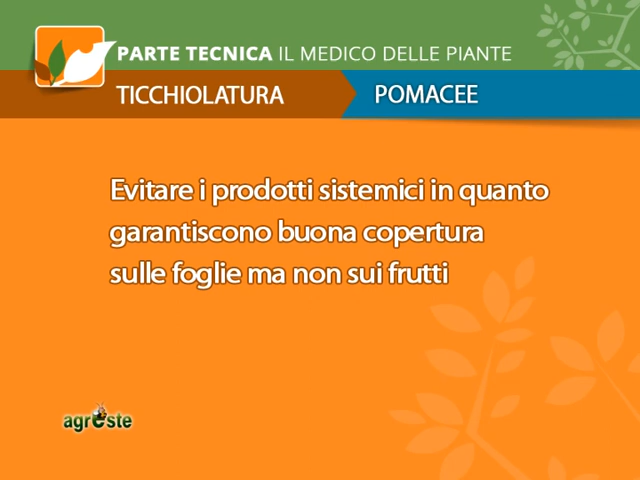 PARTE TECNICA IL MEDICO DELLE PIANTE
TICCHIOLATURA
POMACEE
Evitare i prodotti sistemici in quanto
garantiscono buona copertura
sulle foglie ma non sui frutti
agreste